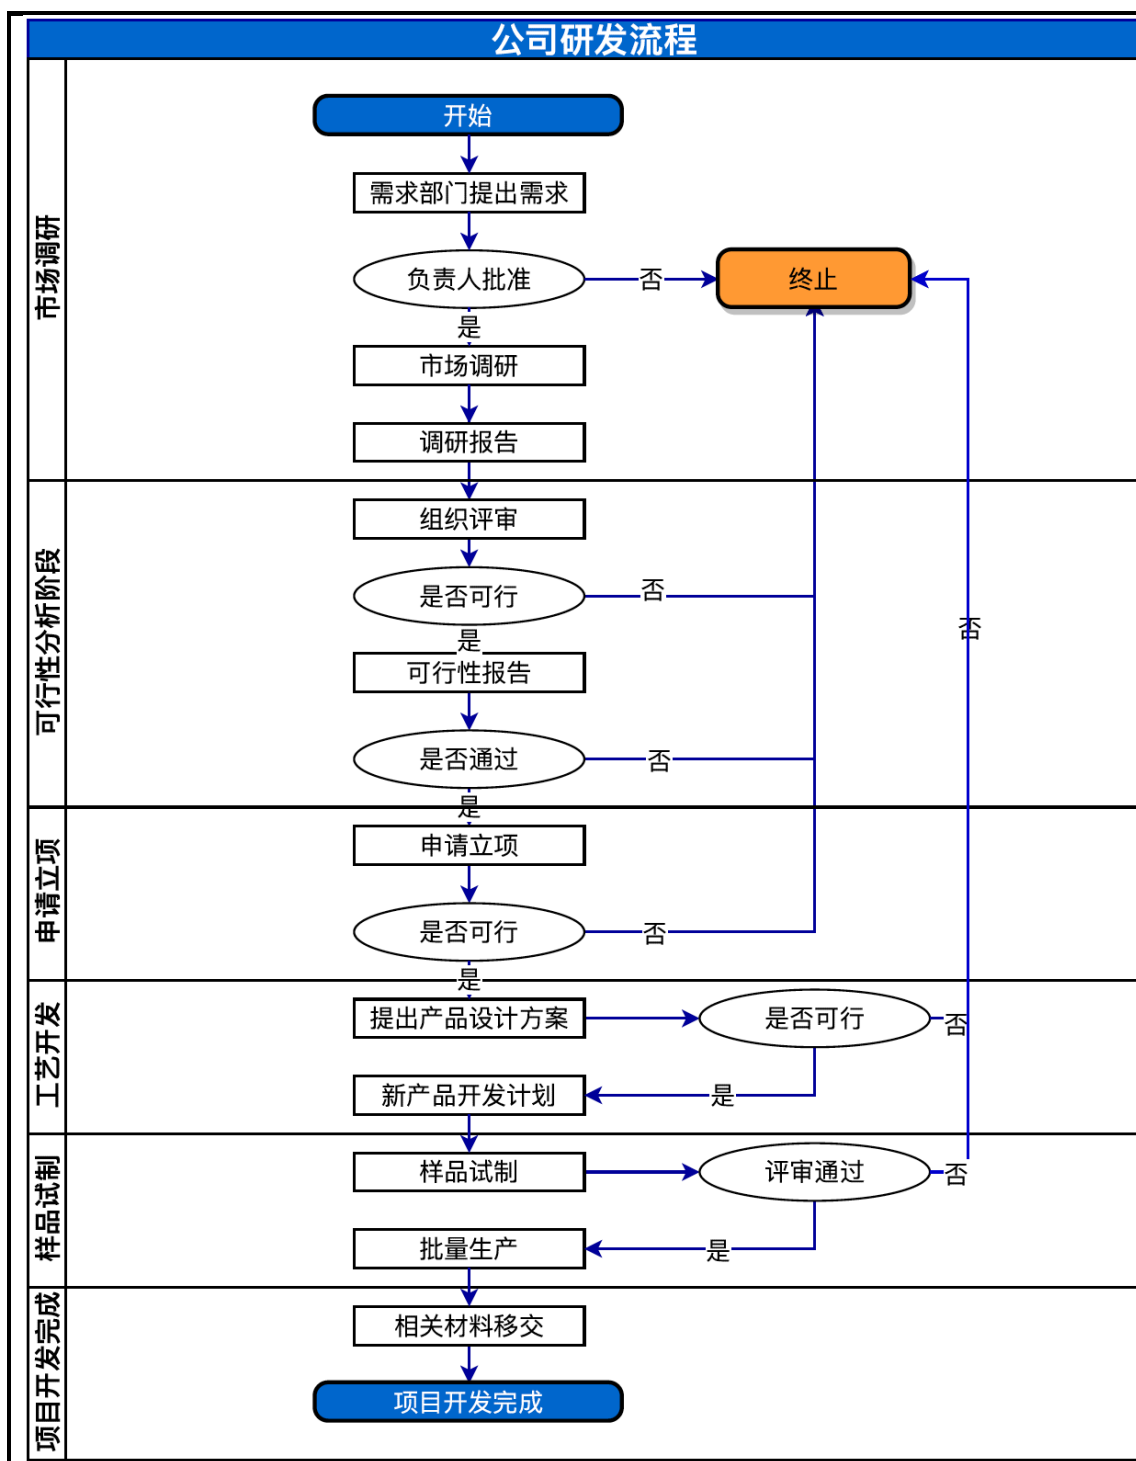 公司研发流程
市场调研
开始
需求部门提出需求
负责人批准
否
终止
是
市场调研
调研报告
可行性分析阶段
组织评审
是否可行
否
否
是
可行性报告
是否通过
否
是
申请立项
申请立项
是否可行
否
是
工艺开发
提出产品设计方案
是否可行
否
新产品开发计划
是
样品试制
样品试制
评审通过
否
批量生产
是
项目开发完成
相关材料移交
项目开发完成